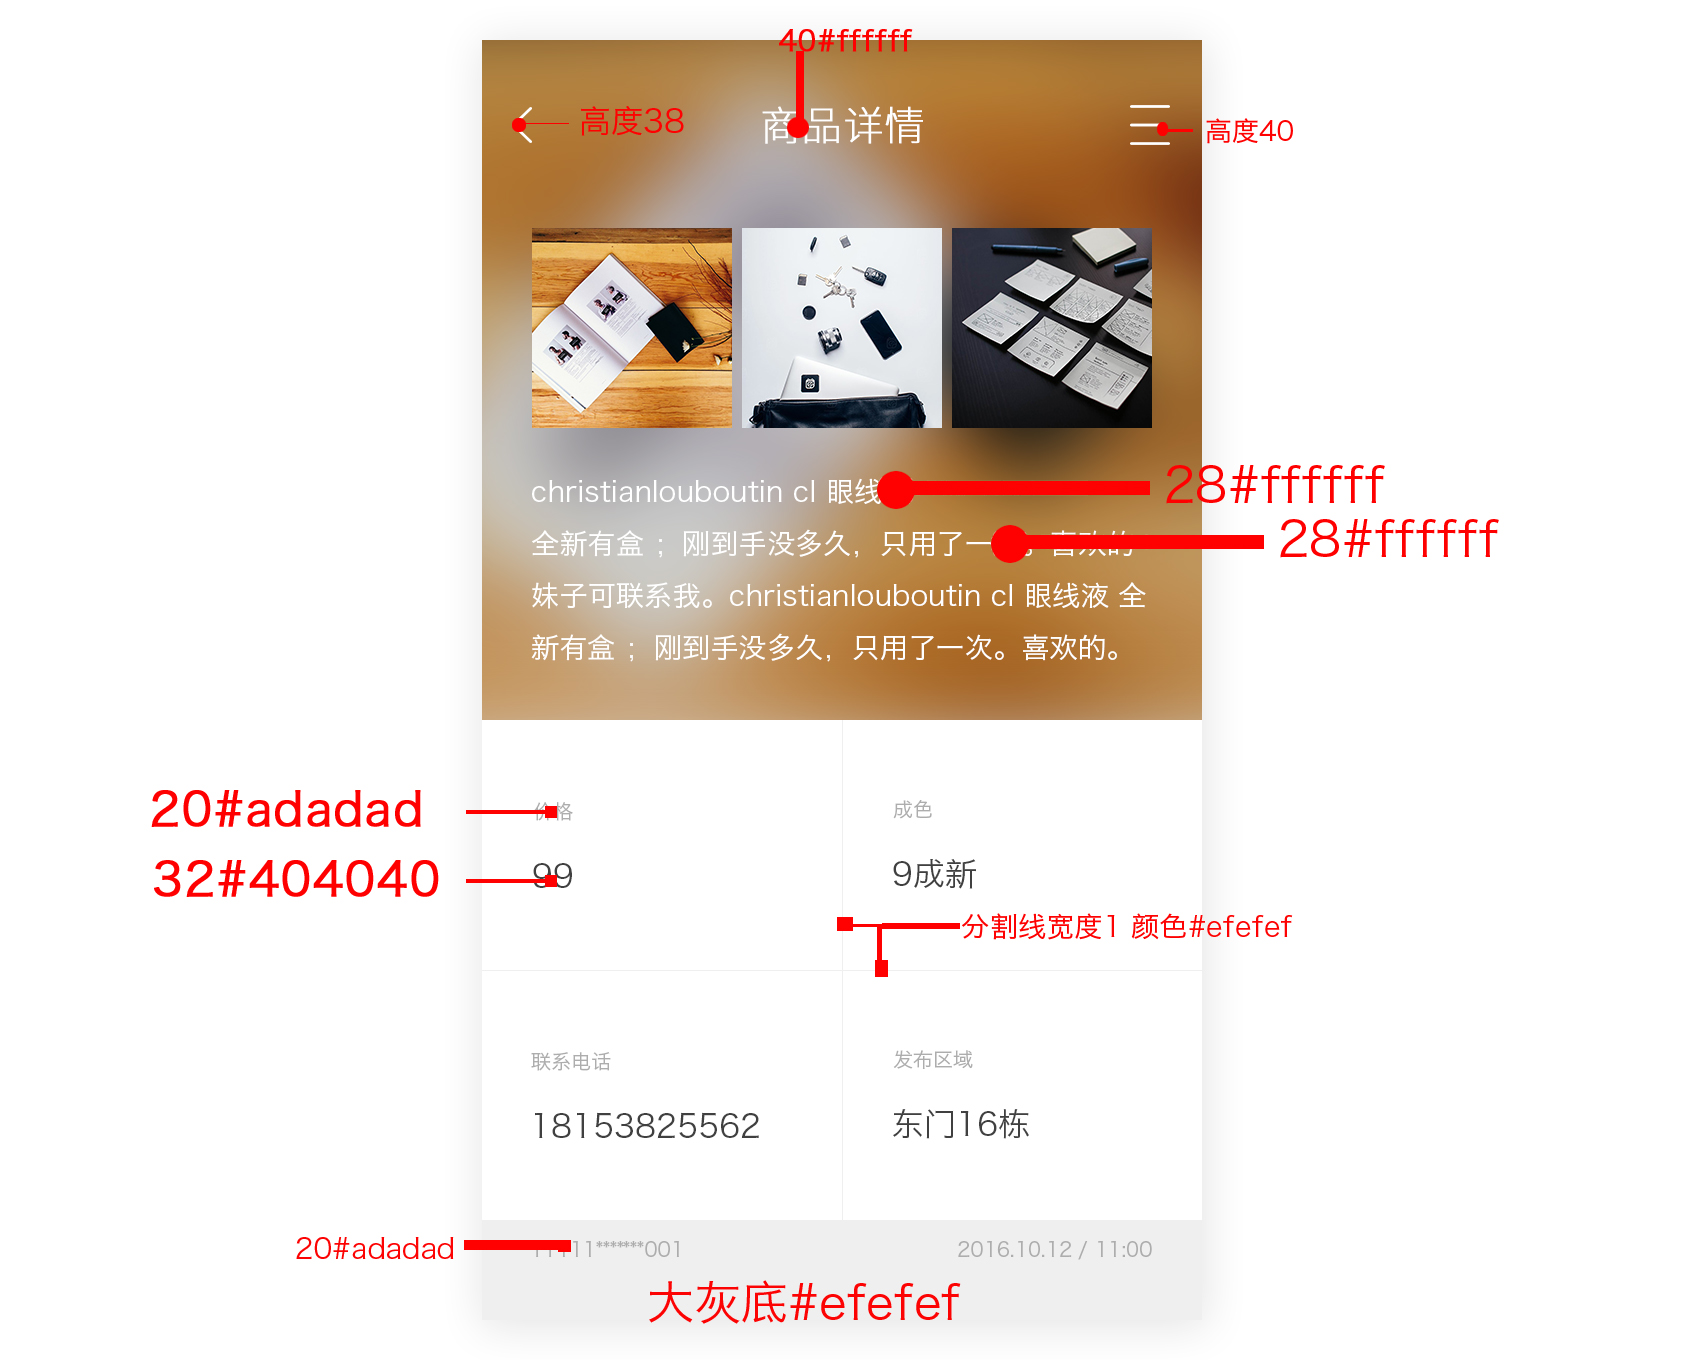 40#ffffff
高度38
商品详情
高度40
christianlouboutin cl 眼线
28#ffffff
全新有盒 ；刚到手没多久，只用了一 。喜欢的
28#ffffff
妹子可联系我。christianlouboutin cl 眼线液 全
新有盒 ；刚到手没多久，只用了一次。喜欢的。
20#adadad
价格
成色
32#404040
99
9成新
分割线宽度1 颜色#efefef
联系电话
发布区域
18153825562
东门16栋
20#adadad
11111*******001
2016.10.12 / 11:00
大灰底#efefef